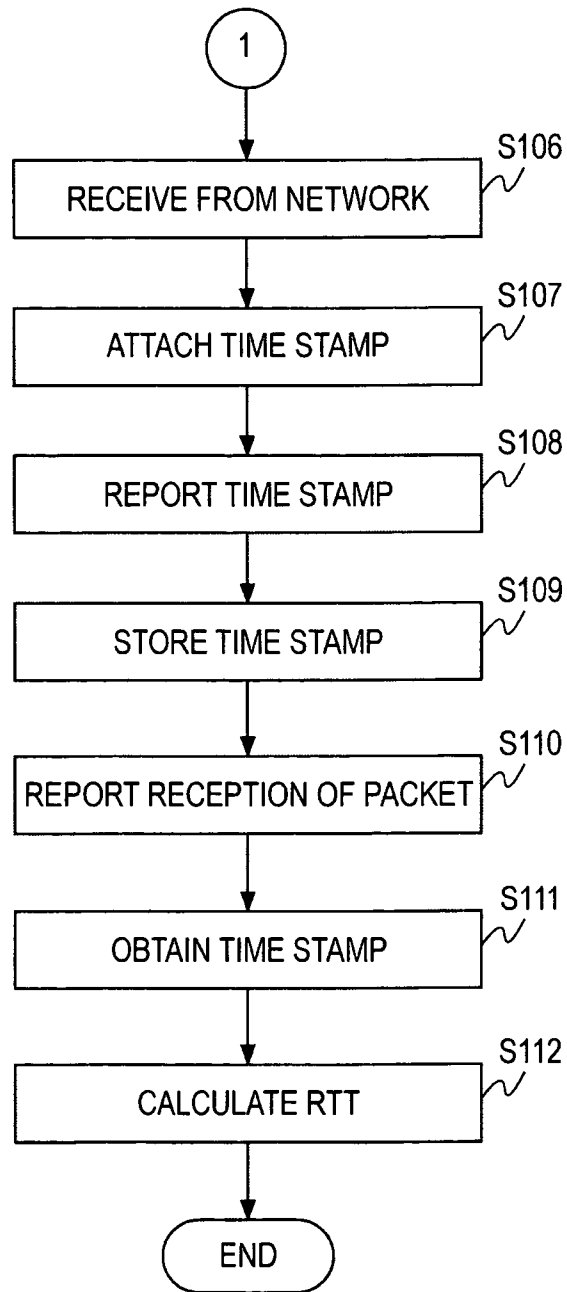 1
S106
RECEIVE FROM NETWORK
S107
ATTACH TIME STAMP
S108
REPORT TIME STAMP
S109
STORE TIME STAMP
S110
REPORT RECEPTION OF PACKET
S111
OBTAIN TIME STAMP
S112
CALCULATE RTT
END